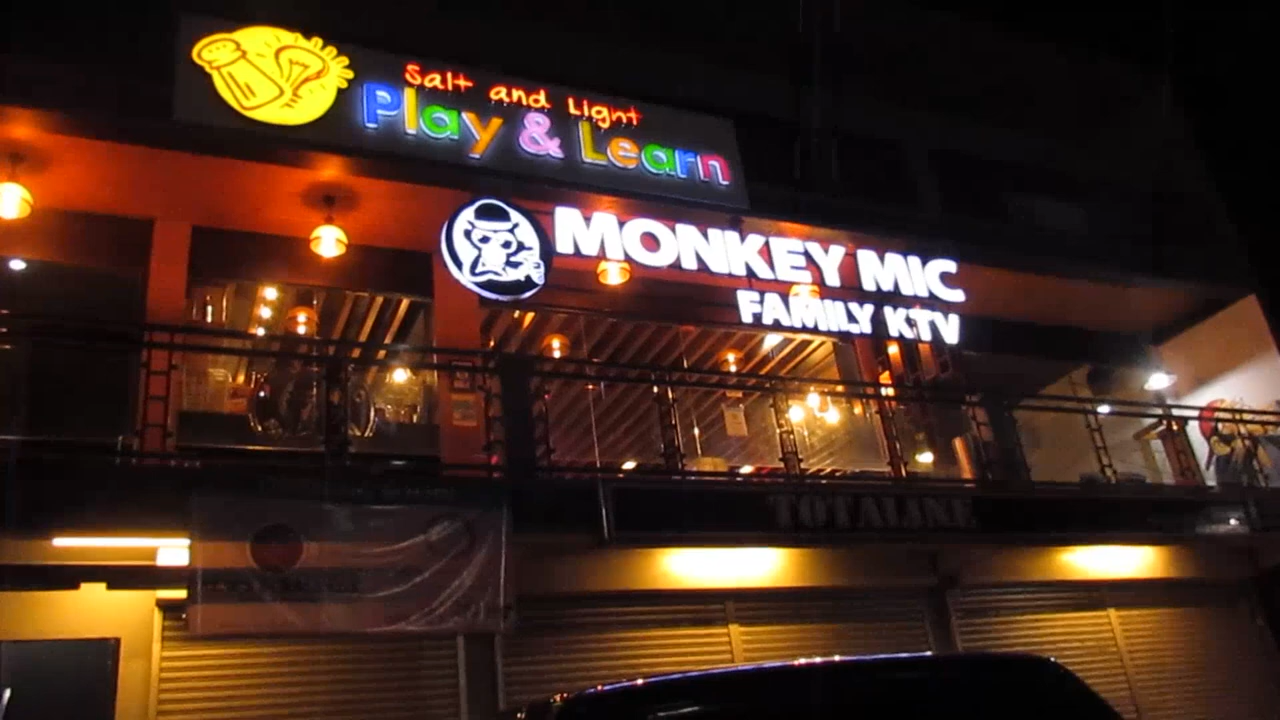 Salt and Light
Play & Learn
MONKEY MIC
FAMILY KTV
TOTALINE